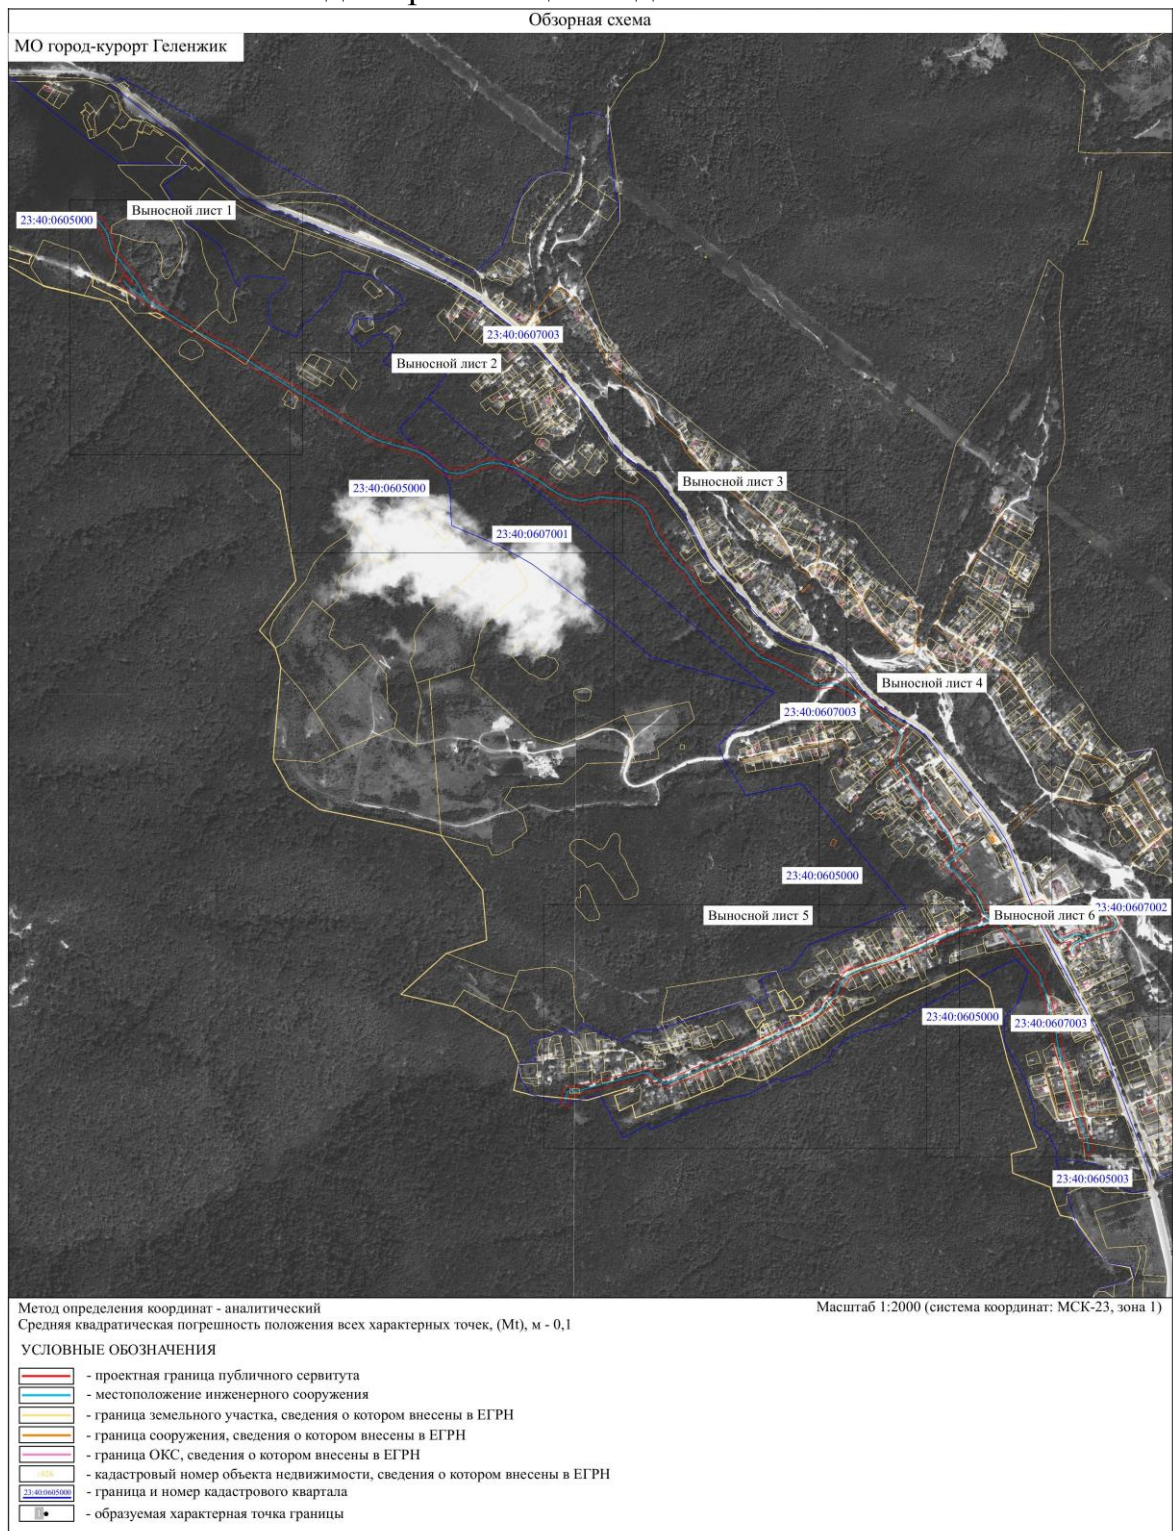 Обзорная схема
МО город-курорт Геленжик
Выносной лист 1
23:40:0605000
23:40:0607003
Выносной лист 2
Выносной лист 3
23:40:0605000
23:40:0607001
Выносной лист 4
23:40:0607003
23:40:0605000
Выносной лист 5
Выносной лист 6
23:40:0607002
23:40:0605000
23:40:0607003
23:40:0605003
Метод определения координат - аналитический
Масштаб 1:2000 (система координат: МСК-23, зона 1)
Средняя квадратическая погрешность положения всех характерных точек, (Mt), м - 0,1
УСЛОВНЫЕ ОБОЗНАЧЕНИЯ
- проектная граница публичного сервитута
- местоположение инженерного сооружения
- граница земельного участка, сведения о котором внесены в ЕГРН
- граница сооружения, сведения о котором внесены в ЕГРН
- граница ОКС, сведения о котором внесены в ЕГРН
- кадастровый номер объекта недвижимости, сведения о котором внесены в ЕГРН
23:40:0605000 - граница и номер кадастрового квартала
- образуемая характерная точка границы